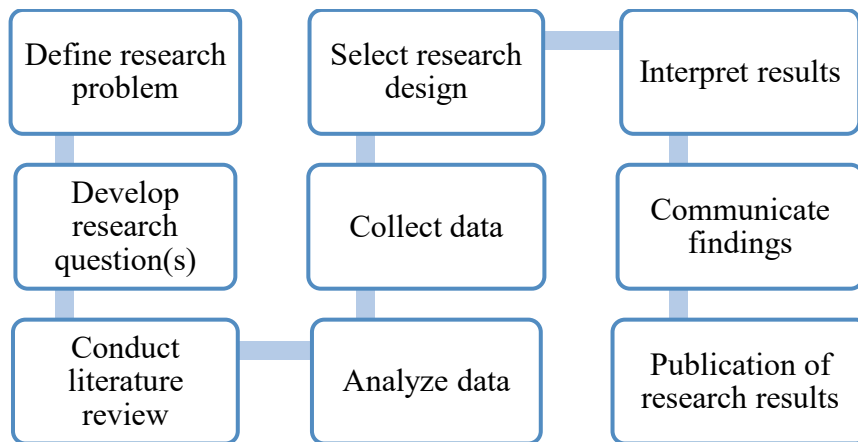 Define research
problem
Develop
research
question(s)
Conduct
literature
review
Select research
design
Collect data
Analyze data
Interpret results
Communicate
findings
Publication of
research results